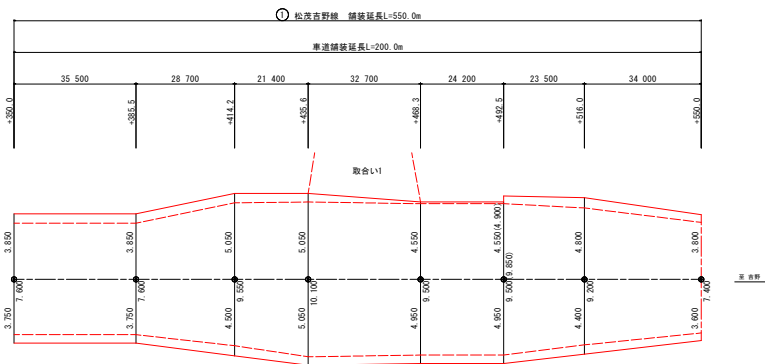 ① 松茂吉野線 舗装延長L=550.0m
車道舗装延長L=200.0m
35 500 28 700 21 400 32 700 24 200 23 500 34 000
+350.0 +385.5 +414.2 +435.6 +468.3 +492.5 +516.0 +550.0
取合い1
3.850 3.850 5.050 5.050 4.550 4.550(4.900) 4.800 3.800
7.600 7.600 9.550 10.100 9.500 9.500(9.850) 9.200 7.400
至 吉野
3.750 3.750 4.500 5.050 4.950 4.950 4.400 3.600